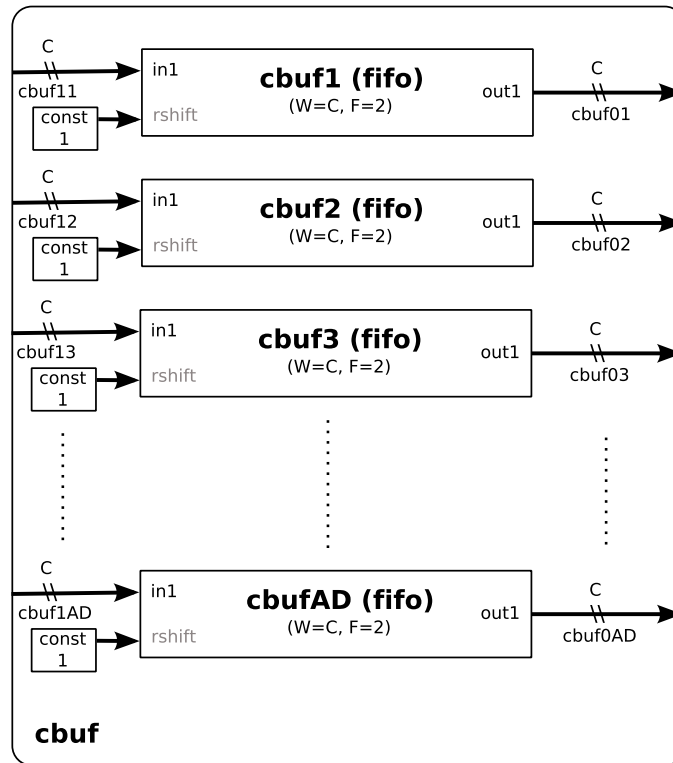 C
cbuf11
in1
cbuf1 (fifo)
(W=C, F=2)
out1
C
cbuf01
const
1
rshift
C
cbuf12
in1
cbuf2 (fifo)
(W=C, F=2)
out1
C
cbuf02
const
1
rshift
C
cbuf13
in1
cbuf3 (fifo)
(W=C, F=2)
out1
C
cbuf03
const
1
rshift
C
cbuf1AD
in1
cbufAD (fifo)
(W=C, F=2)
out1
C
cbuf0AD
const
1
rshift
cbuf